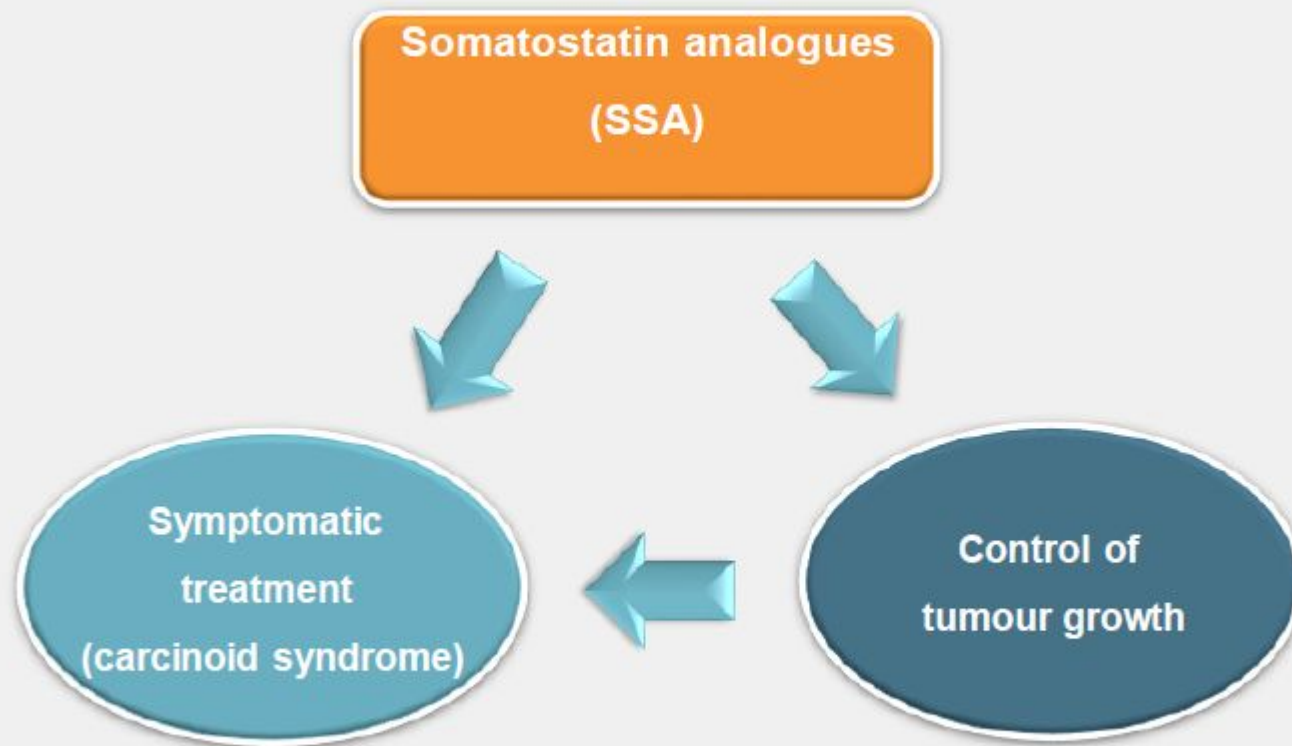 Somatostatin analogues
(SSA)
Symptomatic
treatment
(carcinoid syndrome)
Control of
tumour growth